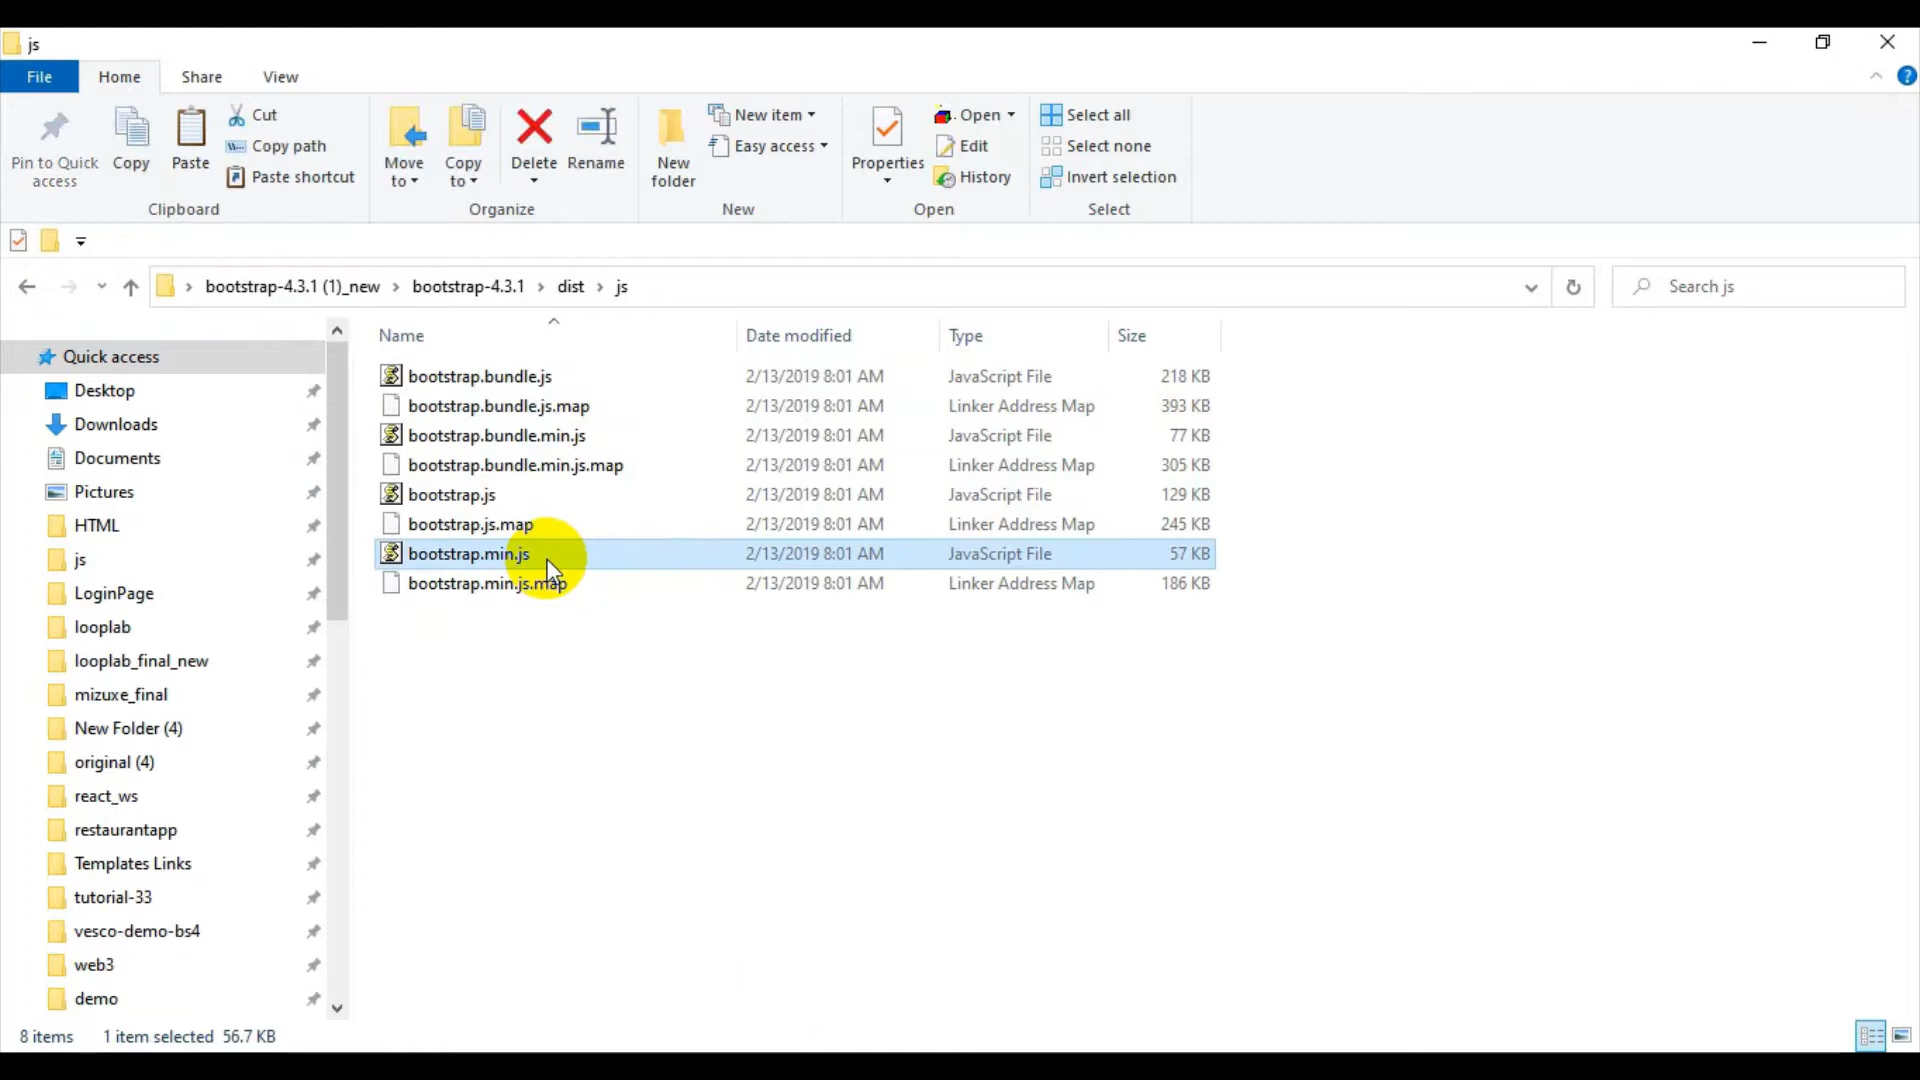 js
File Home Share View
Pin to Quick access
Copy
Paste
Cut
Copy path
Paste shortcut
Clipboard
Move to
Copy to
Delete
Rename
Organize
New folder
New item
Easy access
New
Properties
Open
Edit
History
Open
Select all
Select none
Invert selection
Select
bootstrap-4.3.1 (1)_new › bootstrap-4.3.1 › dist › js
Search js
Name Date modified Type Size
bootstrap.bundle.js 2/13/2019 8:01 AM JavaScript File 218 KB
bootstrap.bundle.js.map 2/13/2019 8:01 AM Linker Address Map 393 KB
bootstrap.bundle.min.js 2/13/2019 8:01 AM JavaScript File 77 KB
bootstrap.bundle.min.js.map 2/13/2019 8:01 AM Linker Address Map 305 KB
bootstrap.js 2/13/2019 8:01 AM JavaScript File 129 KB
bootstrap.js.map 2/13/2019 8:01 AM Linker Address Map 245 KB
bootstrap.min.js 2/13/2019 8:01 AM JavaScript File 57 KB
bootstrap.min.js.map 2/13/2019 8:01 AM Linker Address Map 186 KB
Quick access
Desktop
Downloads
Documents
Pictures
HTML
js
LoginPage
looplab
looplab_final_new
mizuxe_final
New Folder (4)
original (4)
react_ws
restaurantapp
Templates Links
tutorial-33
vesco-demo-bs4
web3
demo
8 items 1 item selected 56.7 KB